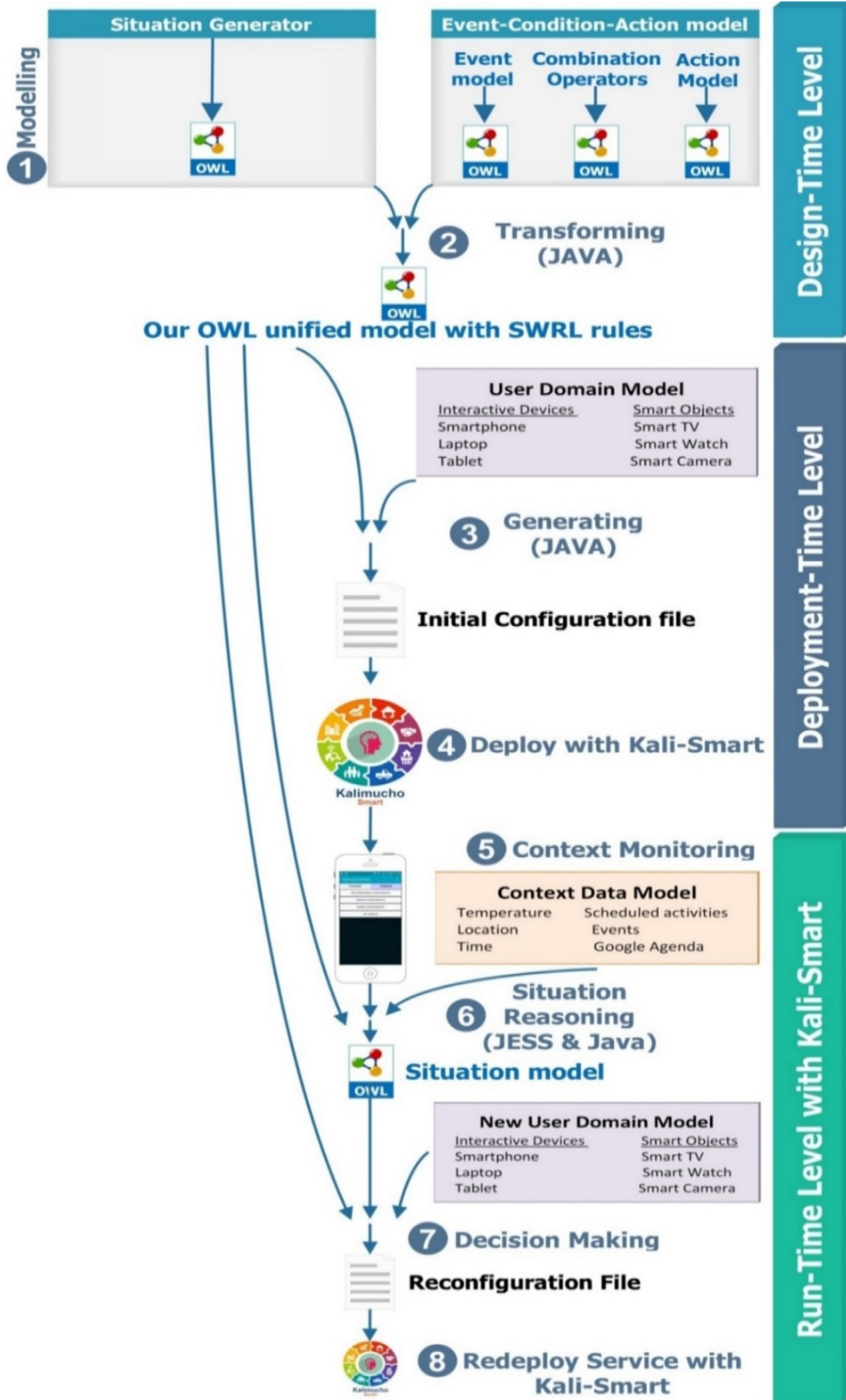 Situation Generator
Event-Condition-Action model
Event model
Combination Operators
Action Model
OWL
OWL
OWL
OWL
1 Modelling
Design-Time Level
2 Transforming
(JAVA)
OWL
Our OWL unified model with SWRL rules
User Domain Model
Interactive Devices Smart Objects
Smartphone Smart TV
Laptop Smart Watch
Tablet Smart Camera
3 Generating
(JAVA)
Initial Configuration file
Deployment-Time Level
4 Deploy with Kali-Smart
Kalimucho
Smart
5 Context Monitoring
Context Data Model
Temperature Scheduled activities
Location Events
Time Google Agenda
6 Situation
Reasoning
(JESS & Java)
OWL
Situation model
New User Domain Model
Interactive Devices Smart Objects
Smartphone Smart TV
Laptop Smart Watch
Tablet Smart Camera
7 Decision Making
Reconfiguration File
Run-Time Level with Kali-Smart
8 Redeploy Service with
Kali-Smart
Kalimucho